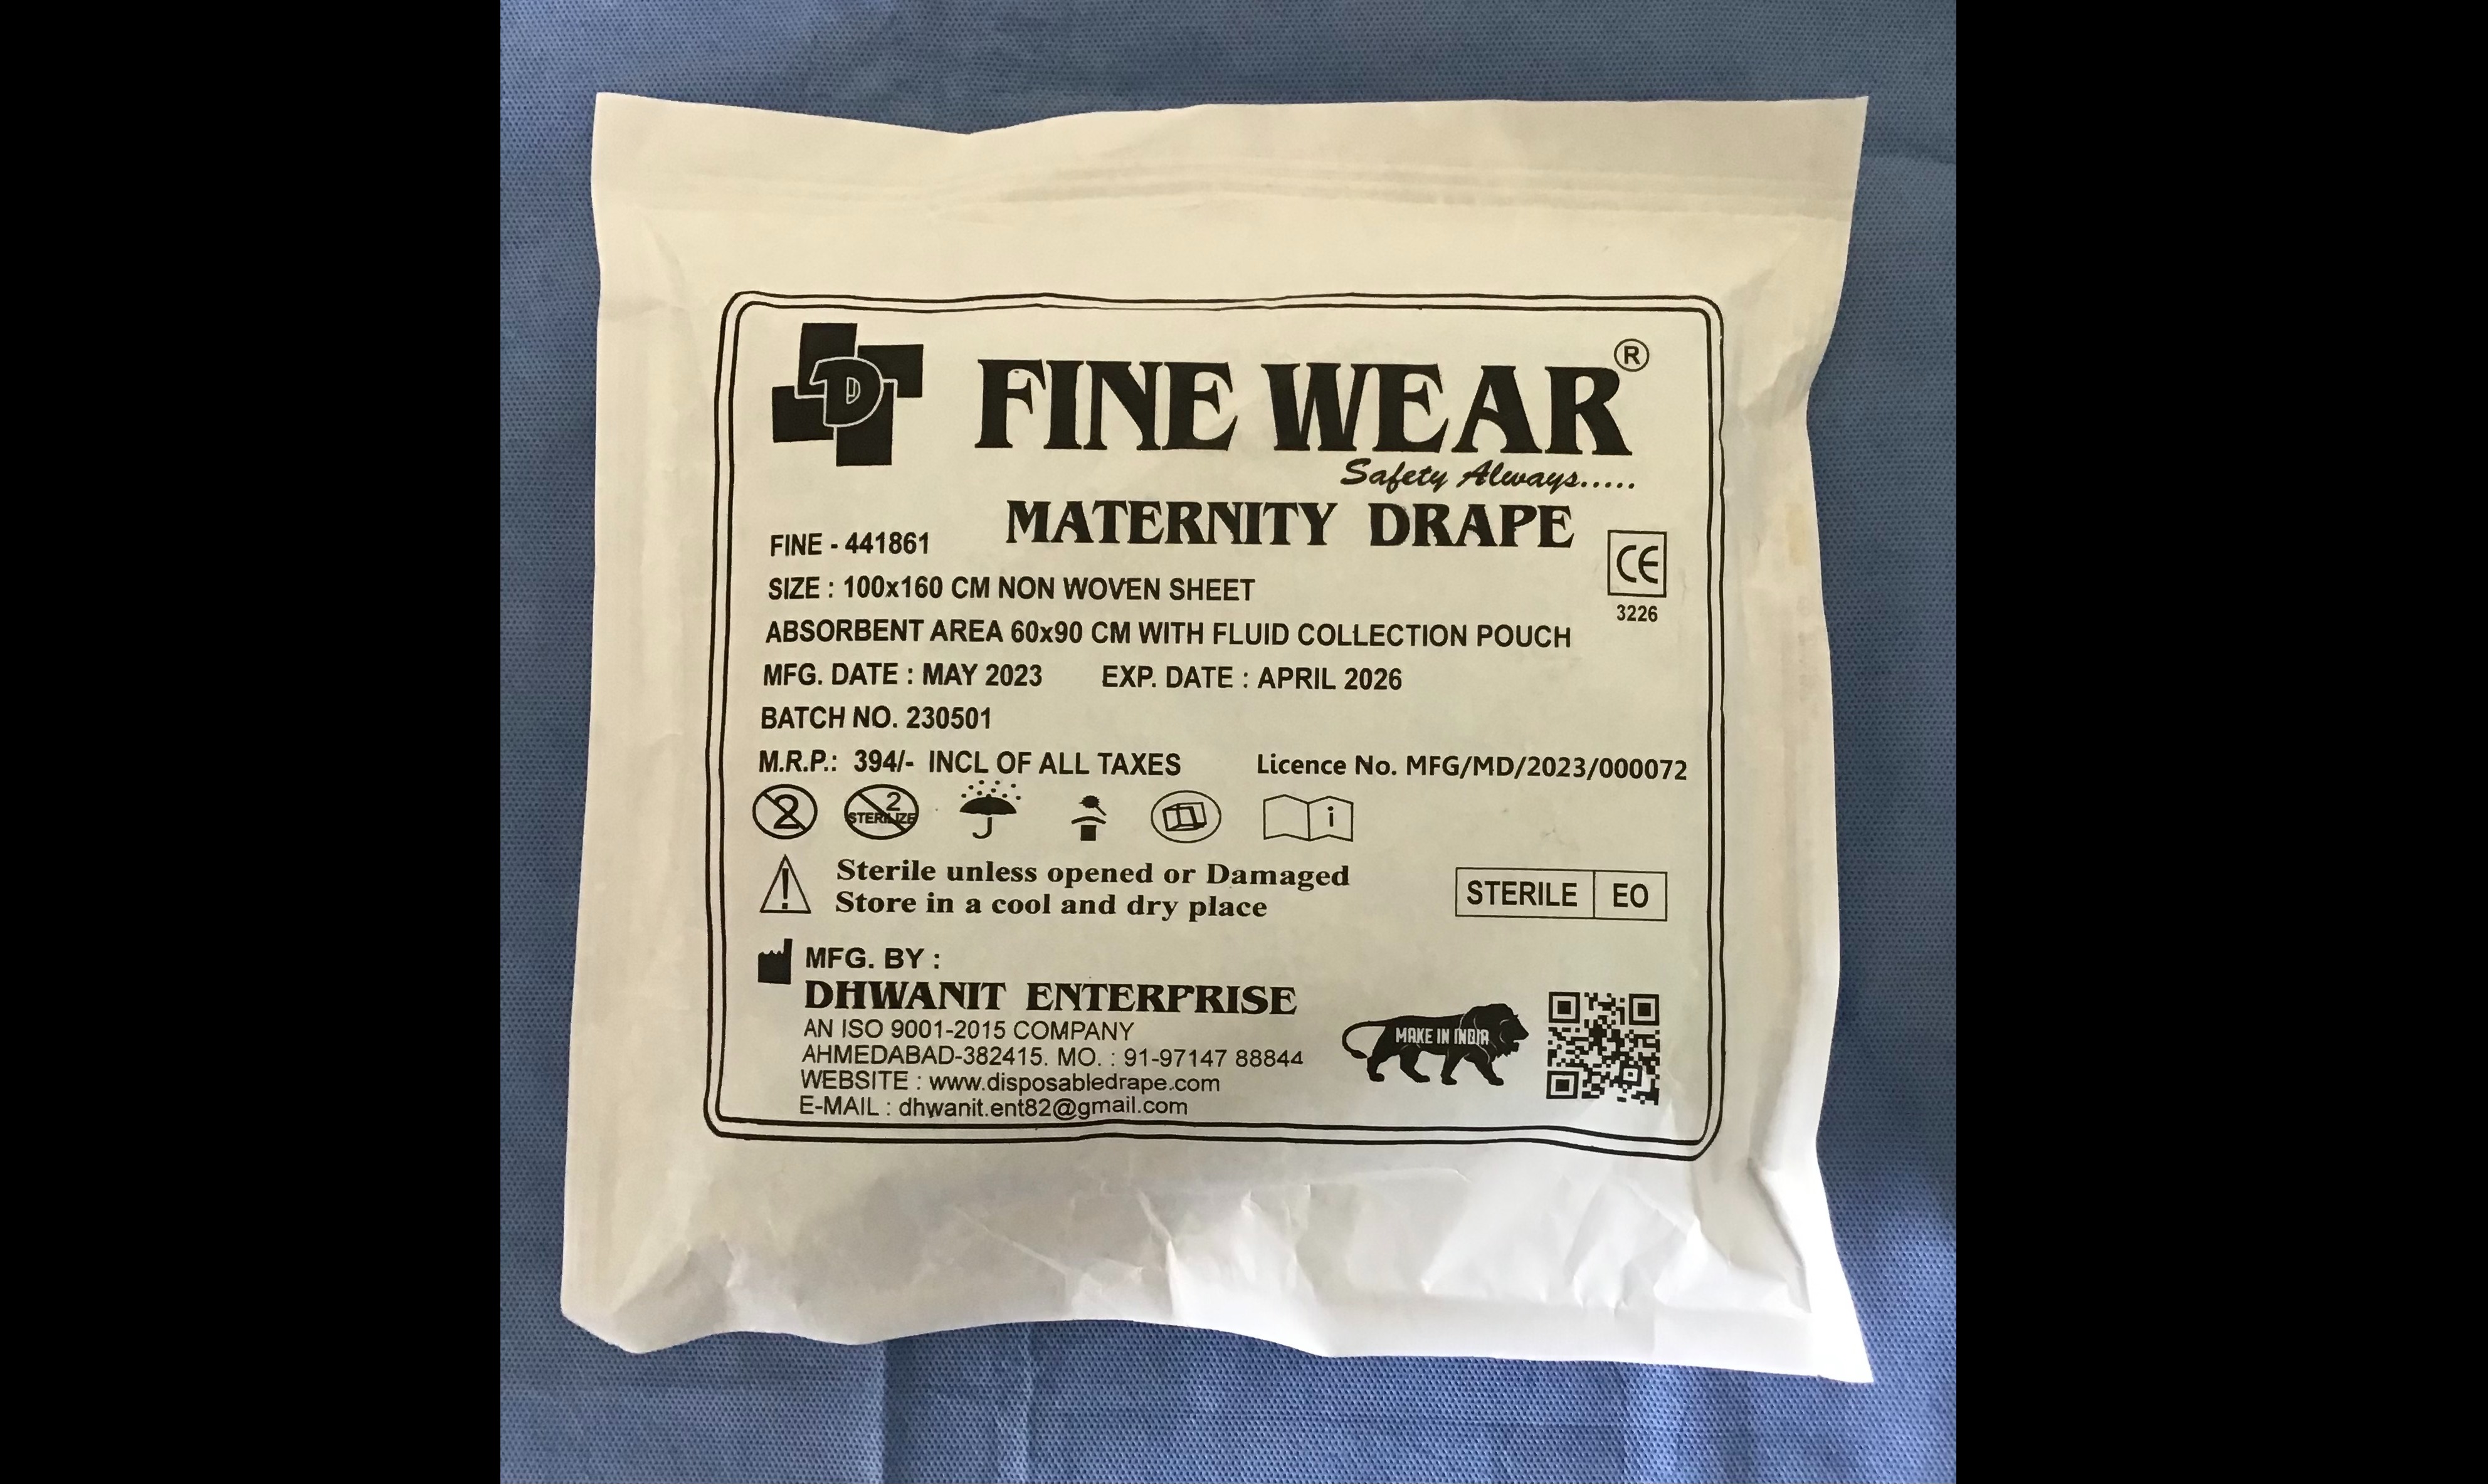 D
FINE WEAR ®
Safety Always.....
MATERNITY DRAPE
FINE - 441861
CE
3226
SIZE : 100x160 CM NON WOVEN SHEET
ABSORBENT AREA 60x90 CM WITH FLUID COLLECTION POUCH
MFG. DATE : MAY 2023 EXP. DATE : APRIL 2026
BATCH NO. 230501
M.R.P.: 394/- INCL OF ALL TAXES Licence No. MFG/MD/2023/000072
2
2
STERILIZE
i
!
Sterile unless opened or Damaged
Store in a cool and dry place
STERILE EO
MFG. BY :
DHWANIT ENTERPRISE
AN ISO 9001-2015 COMPANY
AHMEDABAD-382415. MO. : 91-97147 88844
WEBSITE : www.disposabledrape.com
E-MAIL : dhwanit.ent82@gmail.com
MAKE IN INDIA